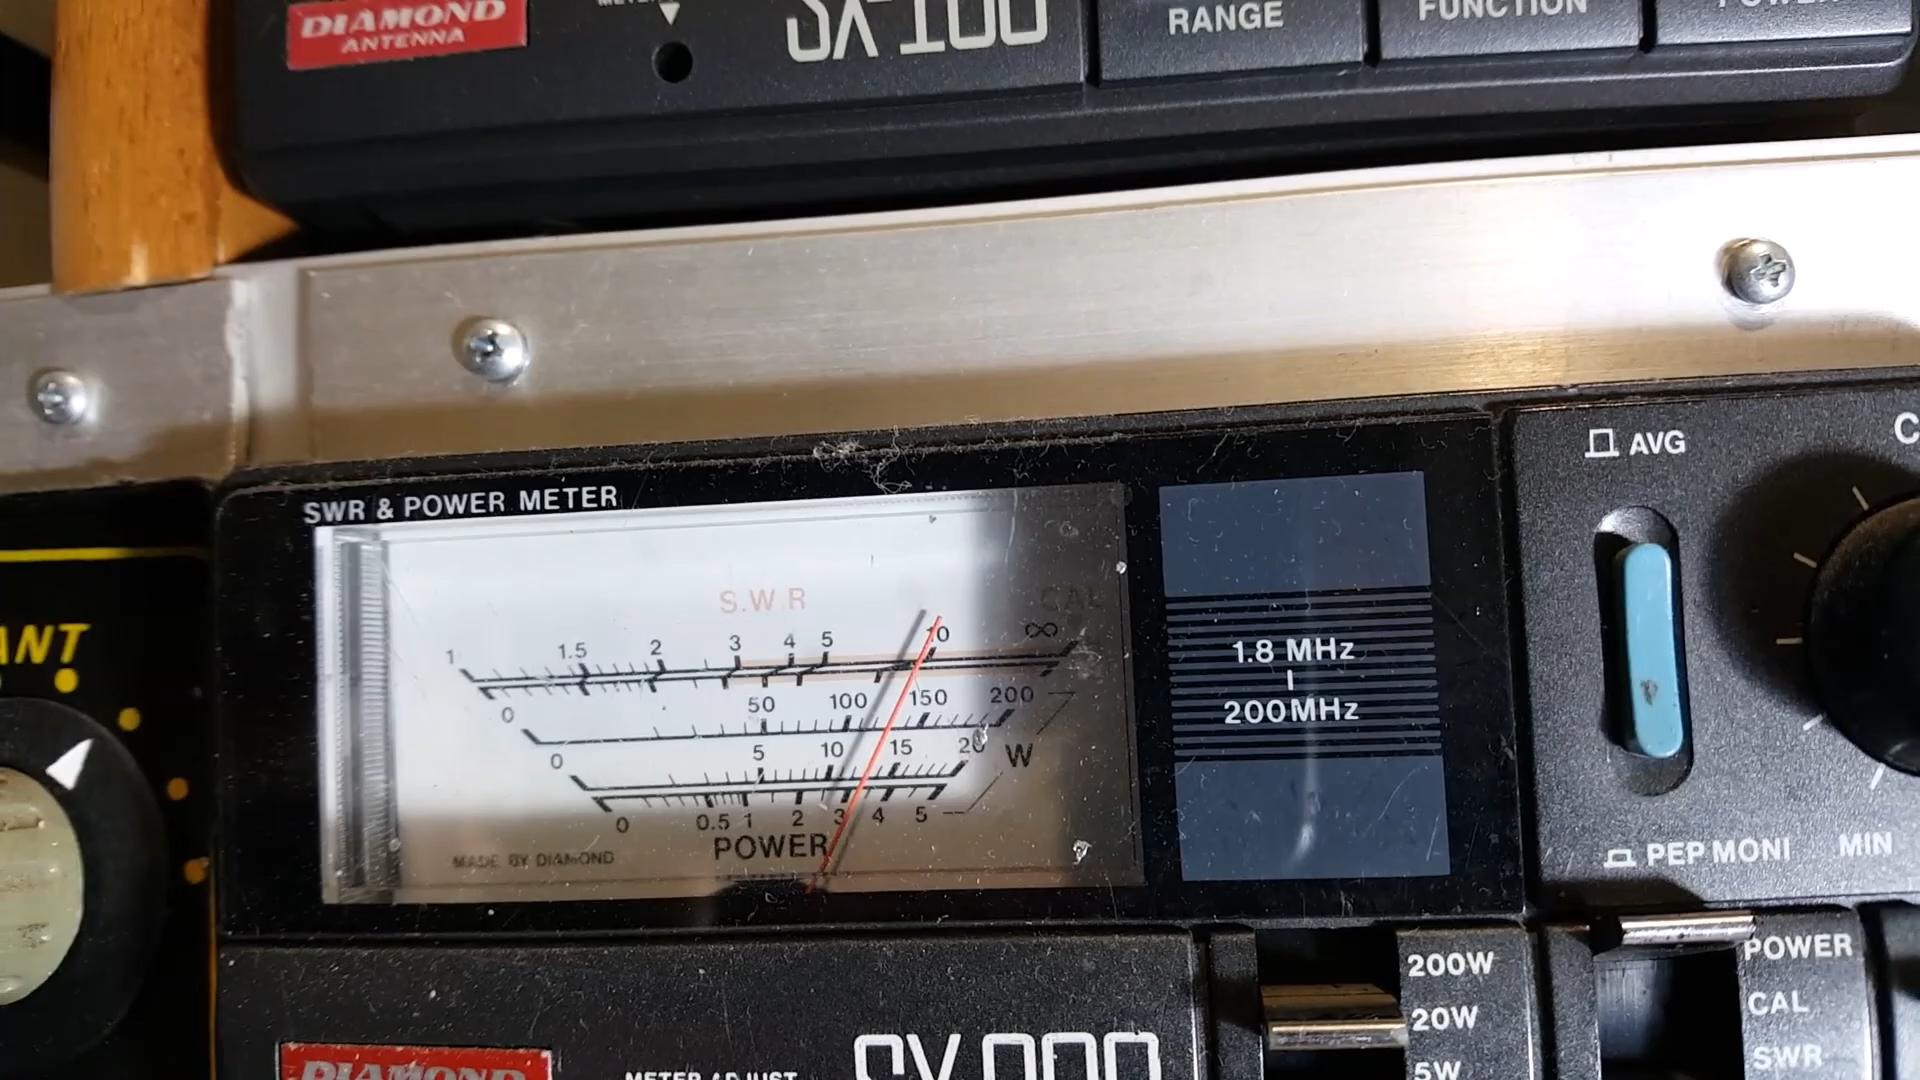 DIAMOND
ANTENNA
SX-100
RANGE
FUNCTION
POWER
SWR & POWER METER
S.W.R
CAL
1 1.5 2 3 4 5 10 ∞
0 50 100 150 200
0 5 10 15 20 W
0 0.5 1 2 3 4 5
POWER
MADE BY DIAMOND
1.8 MHz
200MHz
AVG
PEP MONI
MIN
ANT
200W
20W
5W
POWER
CAL
SWR
DIAMOND
METER ADJUST